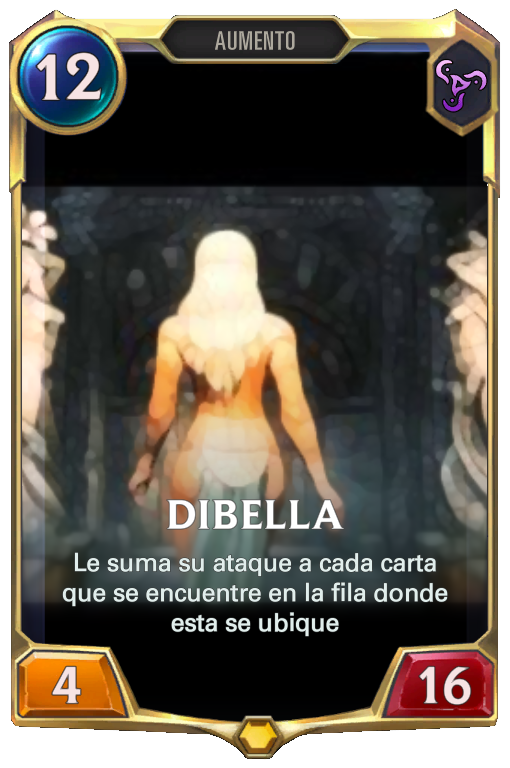 AUMENTO
12
DIBELLA
Le suma su ataque a cada carta
que se encuentre en la fila donde
esta se ubique
4
16